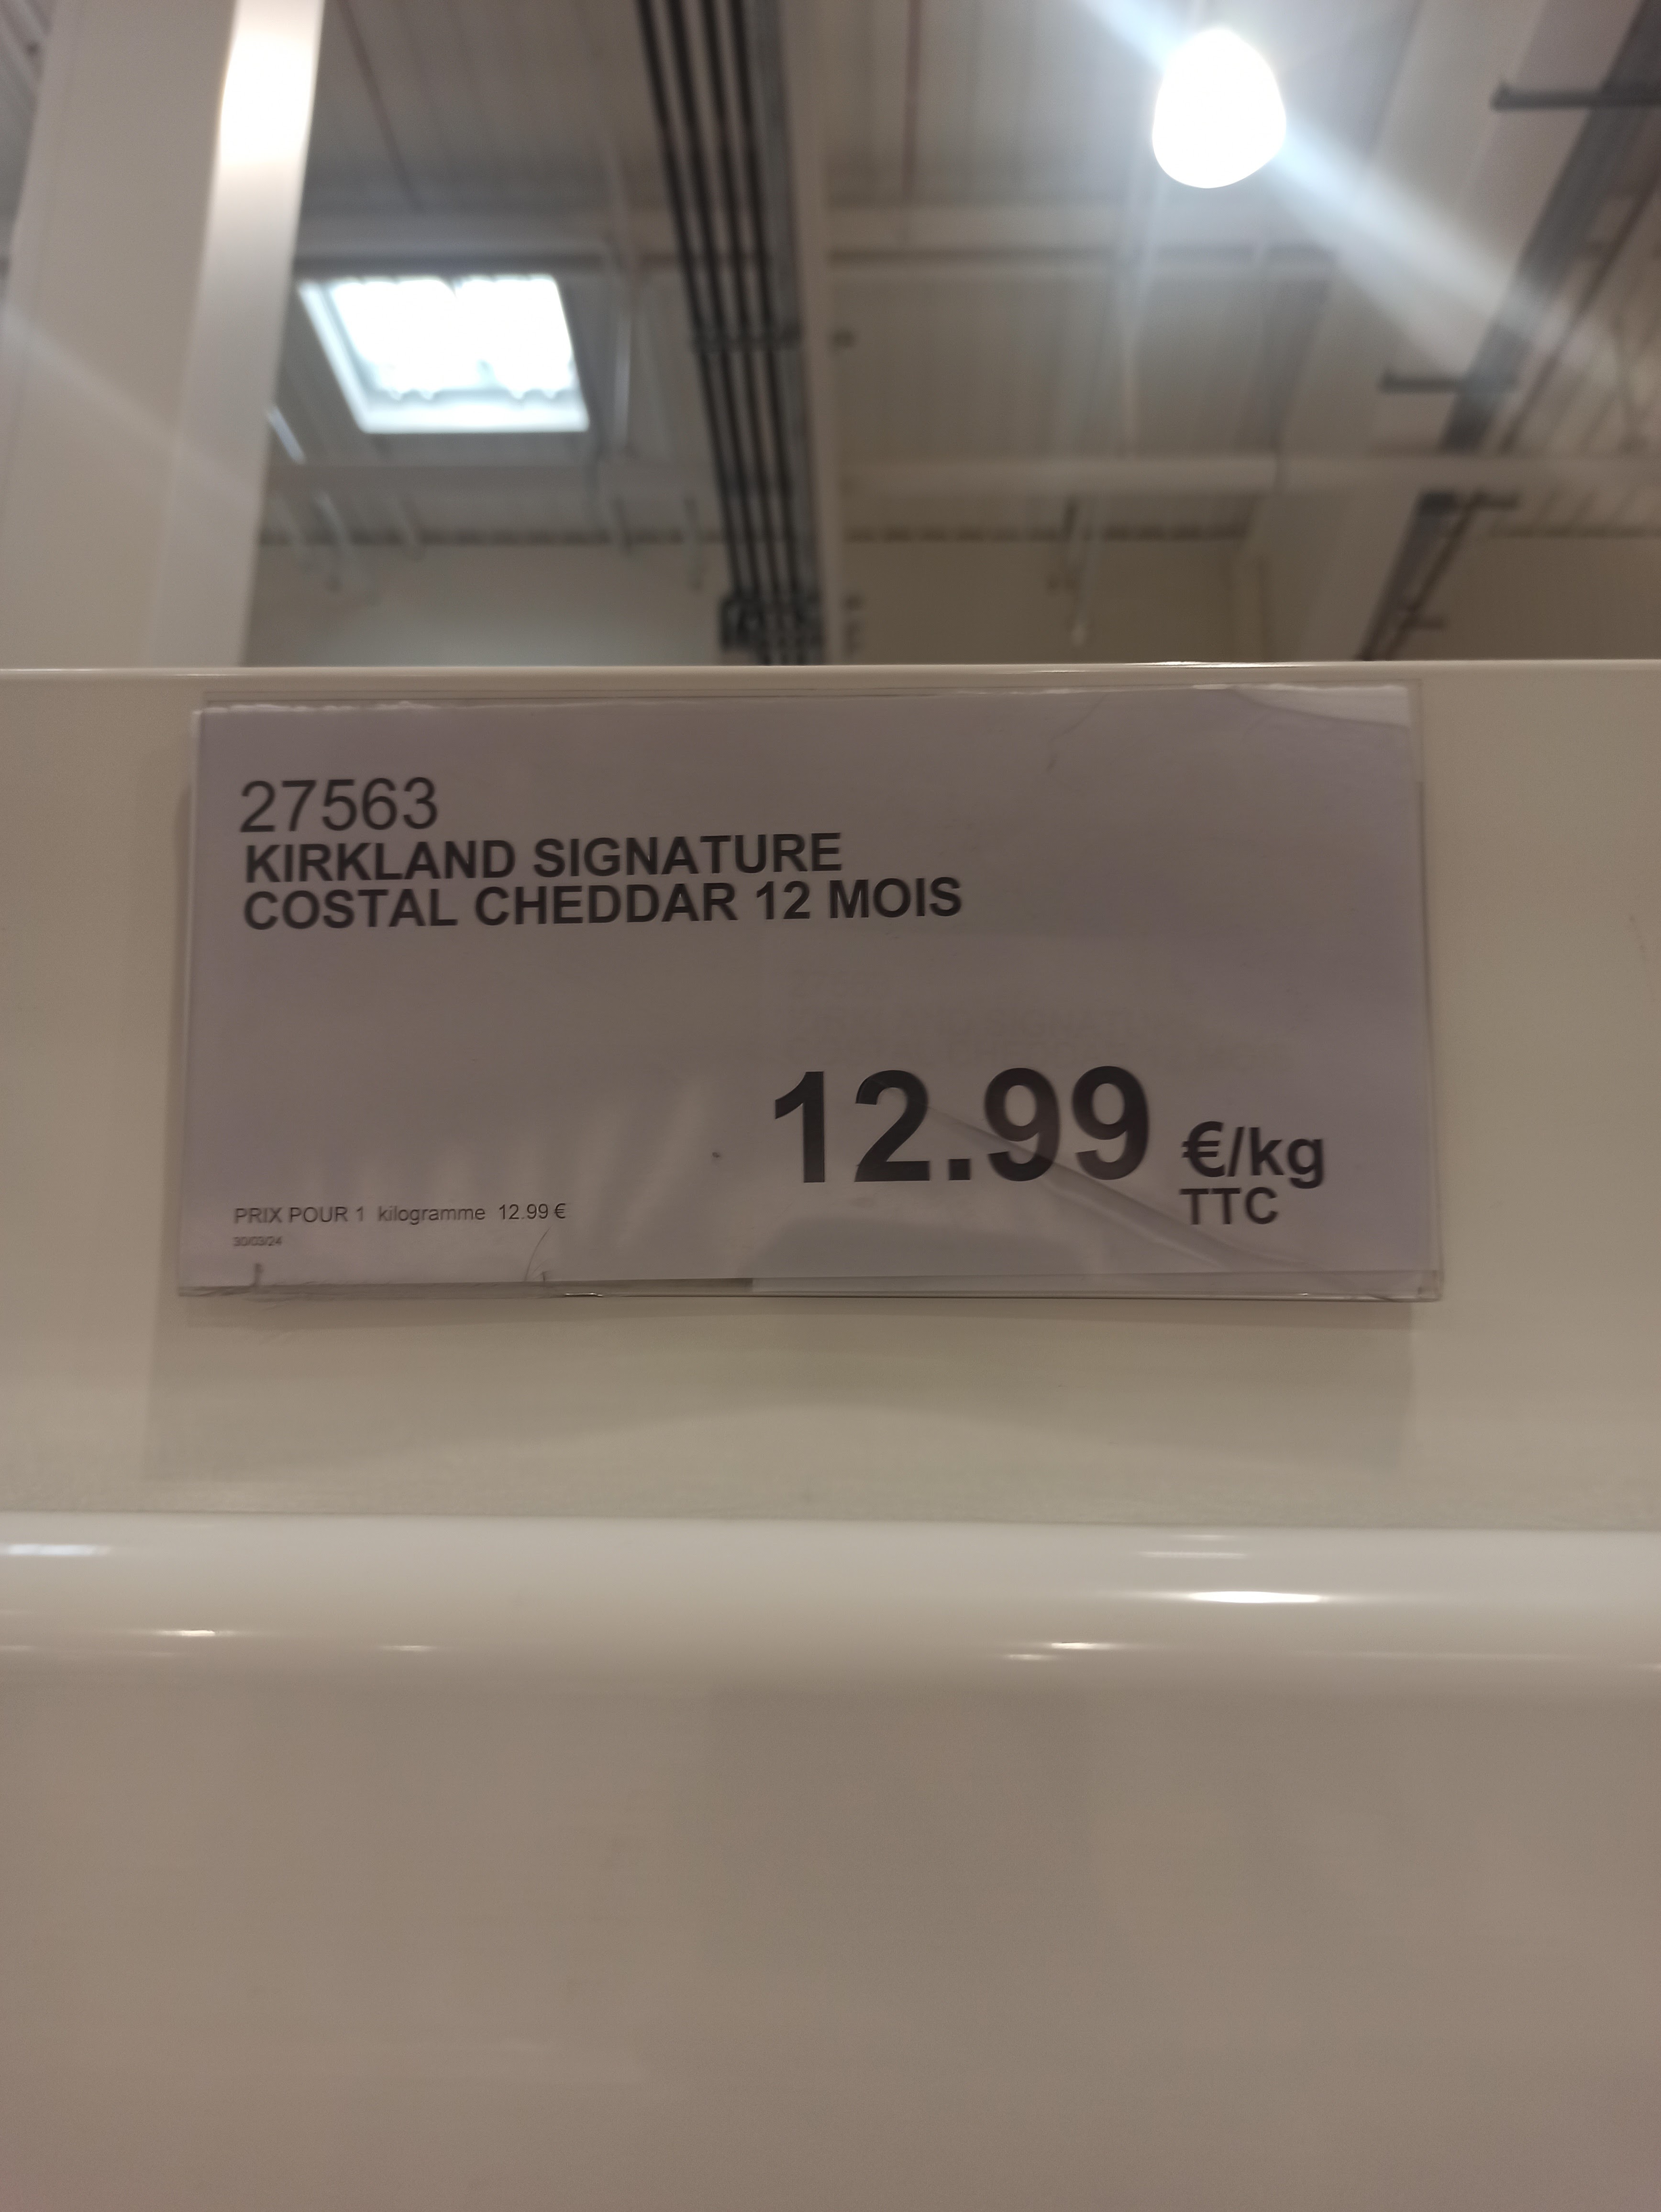 27563
KIRKLAND SIGNATURE
COSTAL CHEDDAR 12 MOIS
12.99 €/kg
TTC
PRIX POUR 1 kilogramme 12.99 €
30/03/24